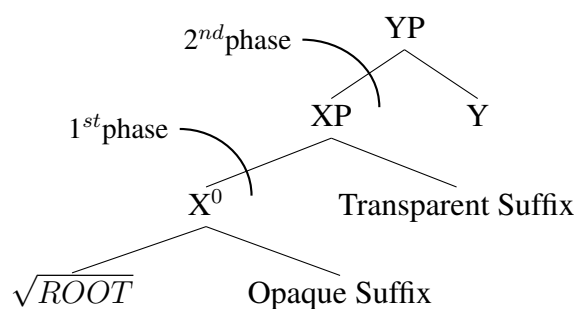 YP
2ⁿᵈphase
XP Y
1ˢᵗphase
X⁰ Transparent Suffix
√ROOT Opaque Suffix